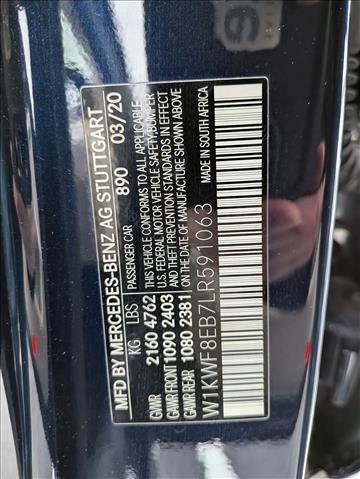 MFD BY MERCEDES-BENZ AG STUTTGART
PASSENGER CAR 890 03/20
KG LBS THIS VEHICLE CONFORMS TO ALL APPLICABLE
GVWR 2160 4762 U.S. FEDERAL MOTOR VEHICLE SAFETY,BUMPER
GAWR FRONT 1090 2403 AND THEFT PREVENTION STANDARDS IN
GAWR REAR 1080 2381 EFFECT ON DATE OF MANUFACTURE SHOWN ABOVE
MADE IN SOUTH AFRICA
W1KWF8EB7LR591063